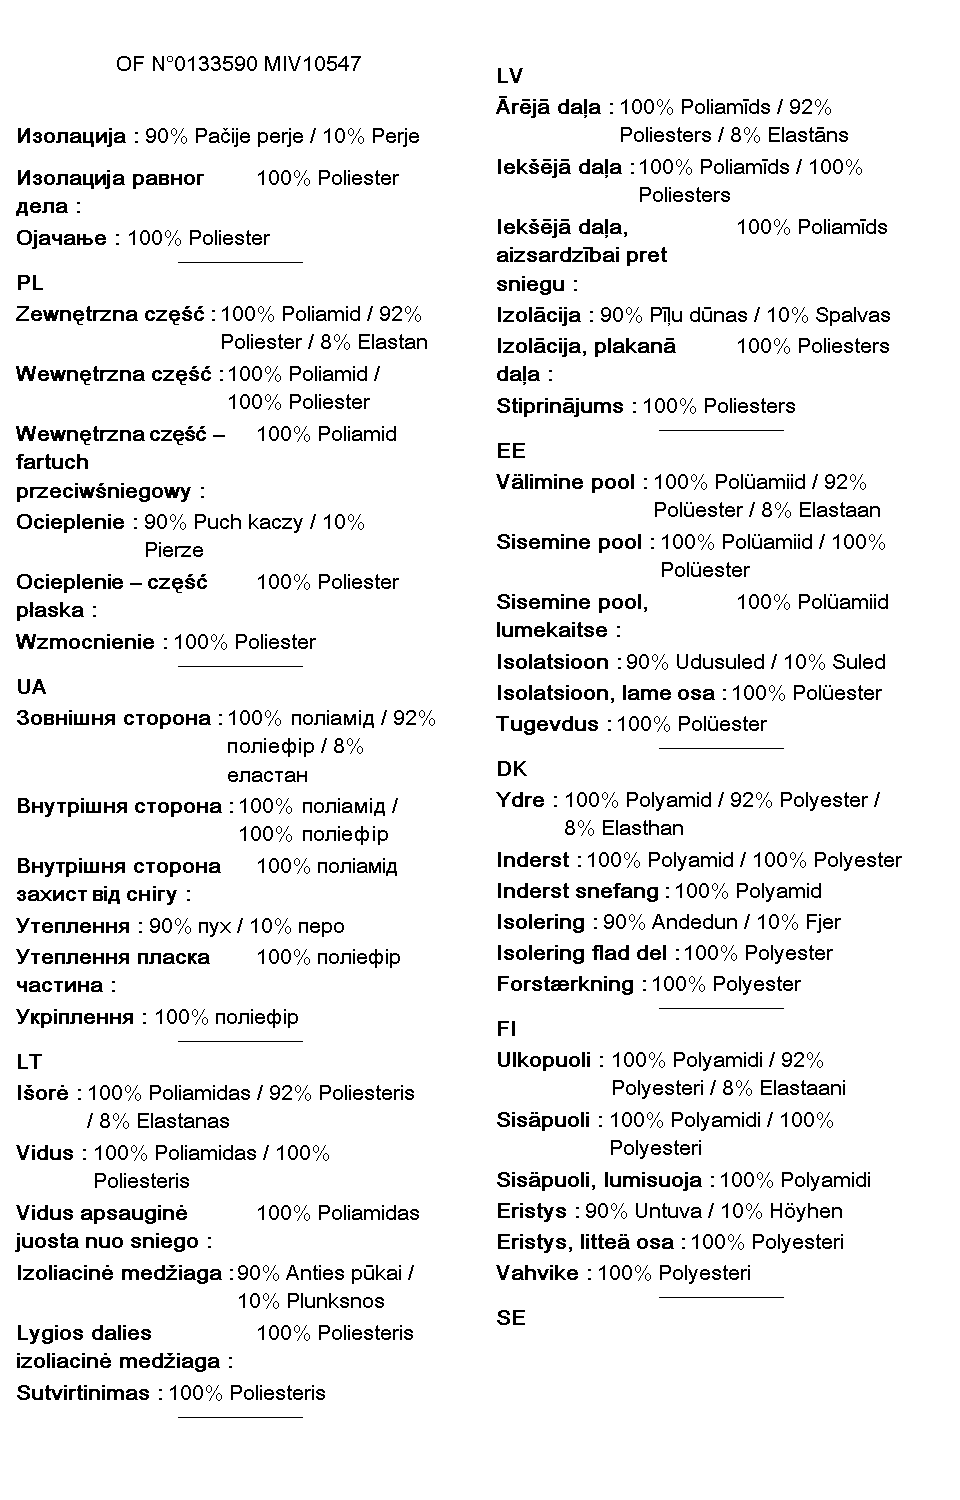 OF N°0133590 MIV10547
Изолација : 90% Pačije perje / 10% Perje
Изолација равног 100% Poliester
дела :
Ојачање : 100% Poliester
PL
Zewnętrzna część : 100% Poliamid / 92%
Poliester / 8% Elastan
Wewnętrzna część : 100% Poliamid /
100% Poliester
Wewnętrzna część – 100% Poliamid
fartuch
przeciwśniegowy :
Ocieplenie : 90% Puch kaczy / 10%
Pierze
Ocieplenie – część 100% Poliester
płaska :
Wzmocnienie : 100% Poliester
UA
Зовнішня сторона : 100% поліамід / 92%
поліефір / 8%
еластан
Внутрішня сторона : 100% поліамід /
100% поліефір
Внутрішня сторона 100% поліамід
захист від снігу :
Утеплення : 90% пух / 10% перо
Утеплення пласка 100% поліефір
частина :
Укріплення : 100% поліефір
LT
Išorė : 100% Poliamidas / 92% Poliesteris
/ 8% Elastanas
Vidus : 100% Poliamidas / 100%
Poliesteris
Vidus apsauginė 100% Poliamidas
juosta nuo sniego :
Izoliacinė medžiaga : 90% Anties pūkai /
10% Plunksnos
Lygios dalies 100% Poliesteris
izoliacinė medžiaga :
Sutvirtinimas : 100% Poliesteris
LV
Ārējā daļa : 100% Poliamīds / 92%
Poliesters / 8% Elastāns
Iekšējā daļa : 100% Poliamīds / 100%
Poliesters
Iekšējā daļa, 100% Poliamīds
aizsardzībai pret
sniegu :
Izolācija : 90% Pīļu dūnas / 10% Spalvas
Izolācija, plakanā 100% Poliesters
daļa :
Stiprinājums : 100% Poliesters
EE
Välimine pool : 100% Polüamiid / 92%
Polüester / 8% Elastaan
Sisemine pool : 100% Polüamiid / 100%
Polüester
Sisemine pool, 100% Polüamiid
lumekaitse :
Isolatsioon : 90% Udusuled / 10% Suled
Isolatsioon, lame osa : 100% Polüester
Tugevdus : 100% Polüester
DK
Ydre : 100% Polyamid / 92% Polyester /
8% Elasthan
Inderst : 100% Polyamid / 100% Polyester
Inderst snefang : 100% Polyamid
Isolering : 90% Andedun / 10% Fjer
Isolering flad del : 100% Polyester
Forstærkning : 100% Polyester
FI
Ulkopuoli : 100% Polyamidi / 92%
Polyesteri / 8% Elastaani
Sisäpuoli : 100% Polyamidi / 100%
Polyesteri
Sisäpuoli, lumisuoja : 100% Polyamidi
Eristys : 90% Untuva / 10% Höyhen
Eristys, litteä osa : 100% Polyesteri
Vahvike : 100% Polyesteri
SE